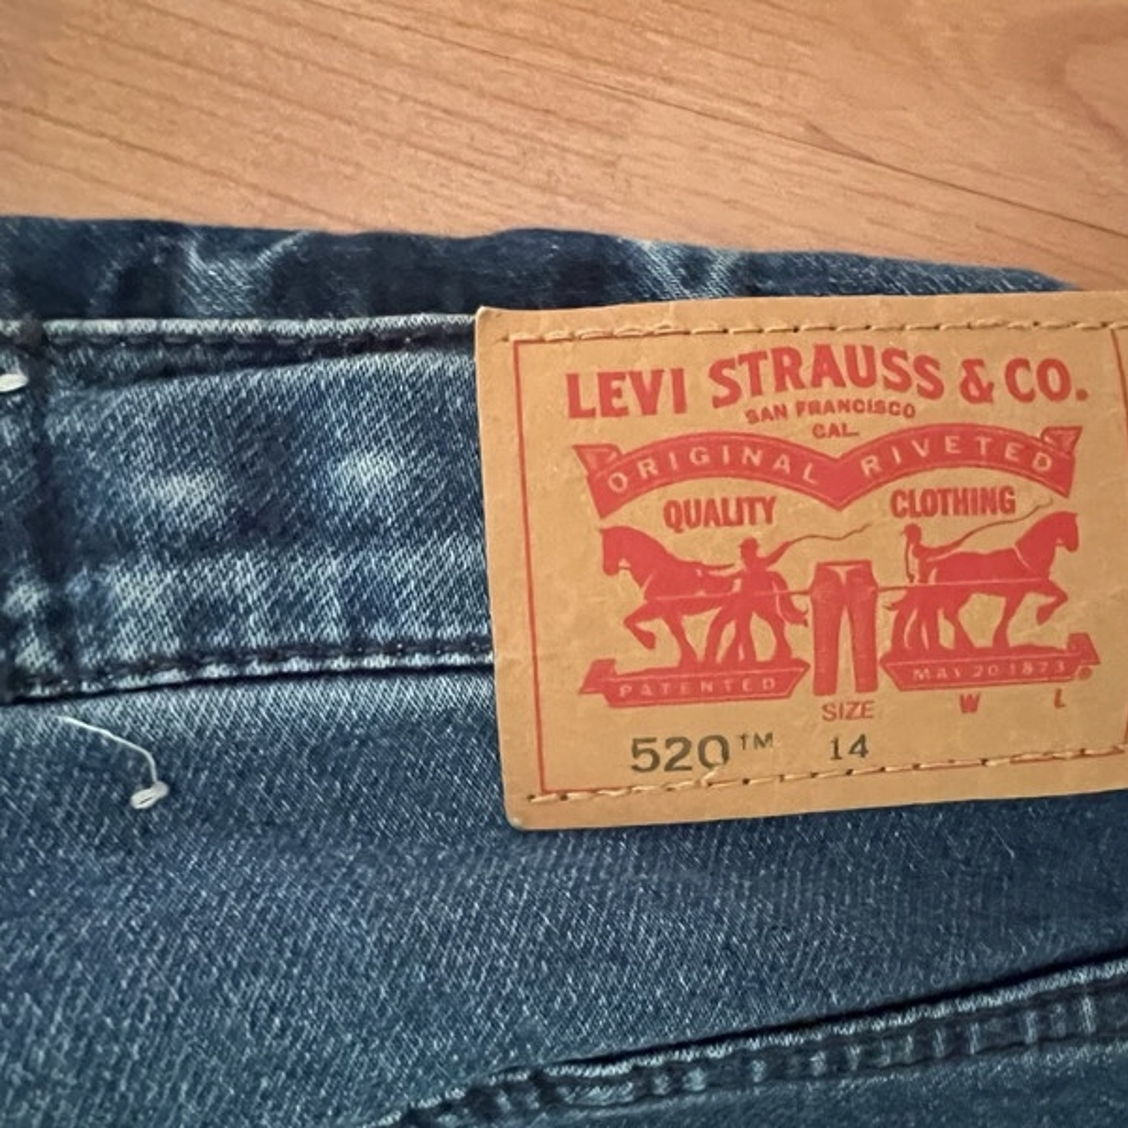 LEVI STRAUSS & CO.
SAN FRANCISCO
CAL.
ORIGINAL RIVETED
QUALITY CLOTHING
PATENTED MAY 20 1873 ®
SIZE W L
520™ 14